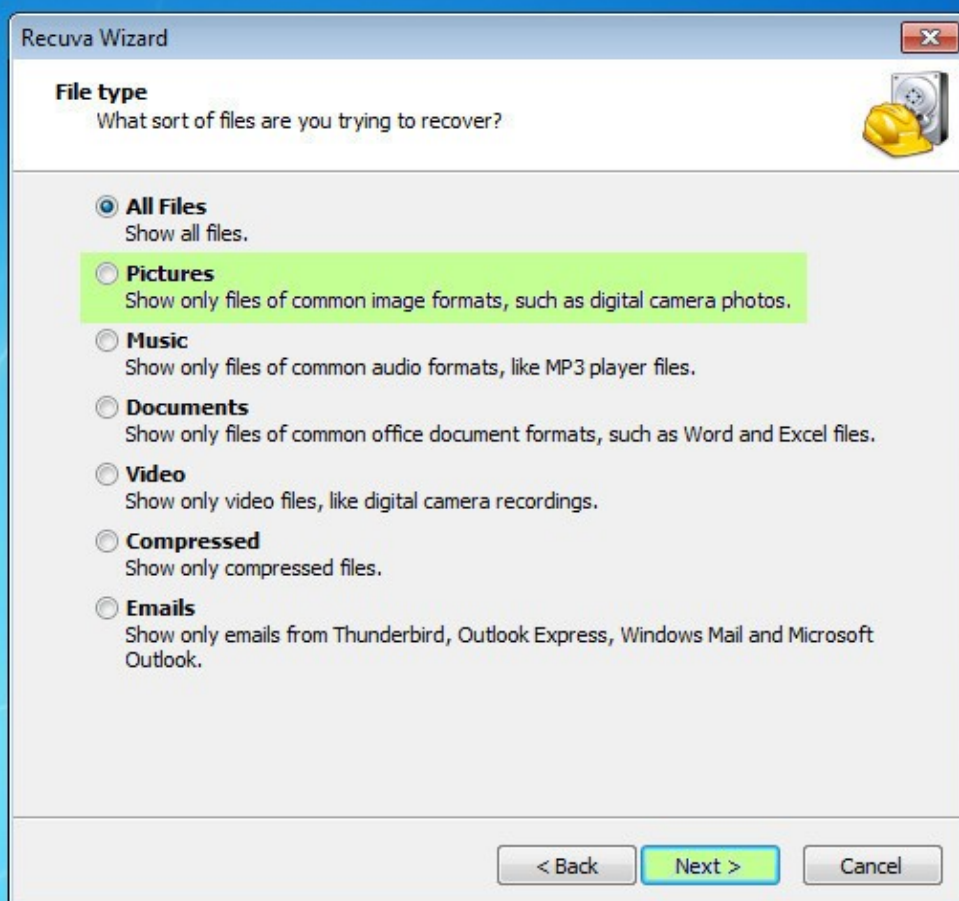 Recuva Wizard
File type
What sort of files are you trying to recover?
All Files
Show all files.
Pictures
Show only files of common image formats, such as digital camera photos.
Music
Show only files of common audio formats, like MP3 player files.
Documents
Show only files of common office document formats, such as Word and Excel files.
Video
Show only video files, like digital camera recordings.
Compressed
Show only compressed files.
Emails
Show only emails from Thunderbird, Outlook Express, Windows Mail and Microsoft
Outlook.
< Back Next > Cancel